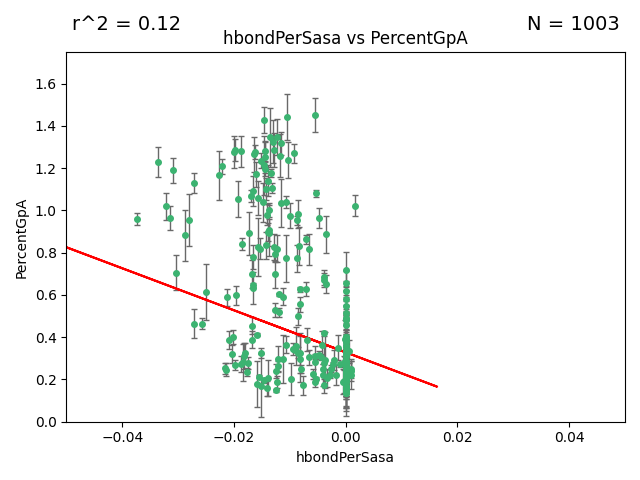 r^2 = 0.12
N = 1003
hbondPerSasa vs PercentGpA
PercentGpA
1.6
1.4
1.2
1.0
0.8
0.6
0.4
0.2
0.0
−0.04
−0.02
0.00
0.02
0.04
hbondPerSasa